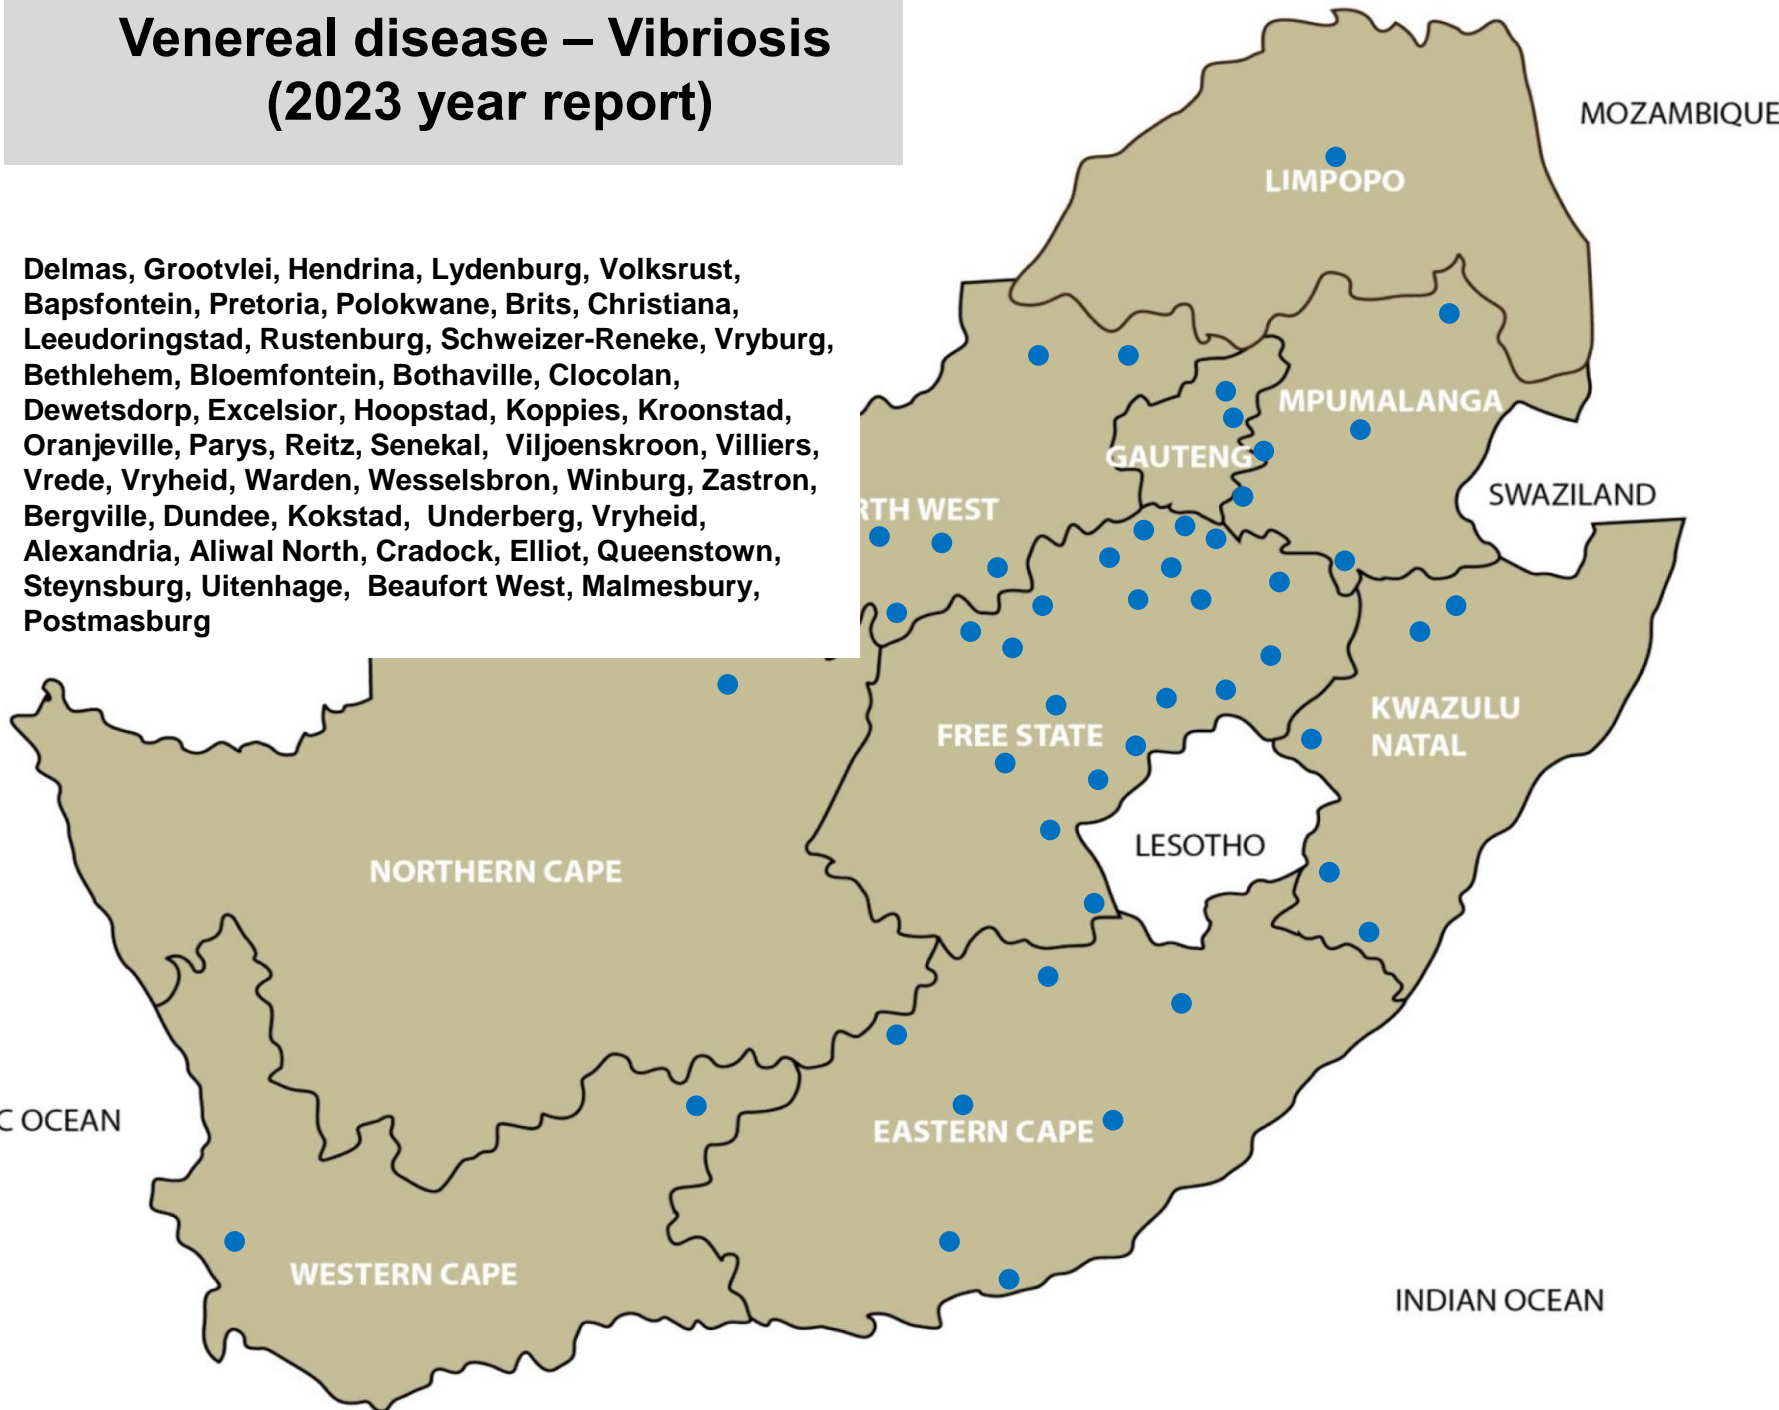 Venereal disease – Vibriosis
(2023 year report)
Delmas, Grootvlei, Hendrina, Lydenburg, Volksrust,
Bapsfontein, Pretoria, Polokwane, Brits, Christiana,
Leeudoringstad, Rustenburg, Schweizer-Reneke, Vryburg,
Bethlehem, Bloemfontein, Bothaville, Clocolan,
Dewetsdorp, Excelsior, Hoopstad, Koppies, Kroonstad,
Oranjeville, Parys, Reitz, Senekal, Viljoenskroon, Villiers,
Vrede, Vryheid, Warden, Wesselsbron, Winburg, Zastron,
Bergville, Dundee, Kokstad, Underberg, Vryheid,
Alexandria, Aliwal North, Cradock, Elliot, Queenstown,
Steynsburg, Uitenhage, Beaufort West, Malmesbury,
Postmasburg
MOZAMBIQUE
LIMPOPO
MPUMALANGA
GAUTENG
SWAZILAND
RTH WEST
KWAZULU
NATAL
FREE STATE
LESOTHO
NORTHERN CAPE
C OCEAN
EASTERN CAPE
WESTERN CAPE
INDIAN OCEAN